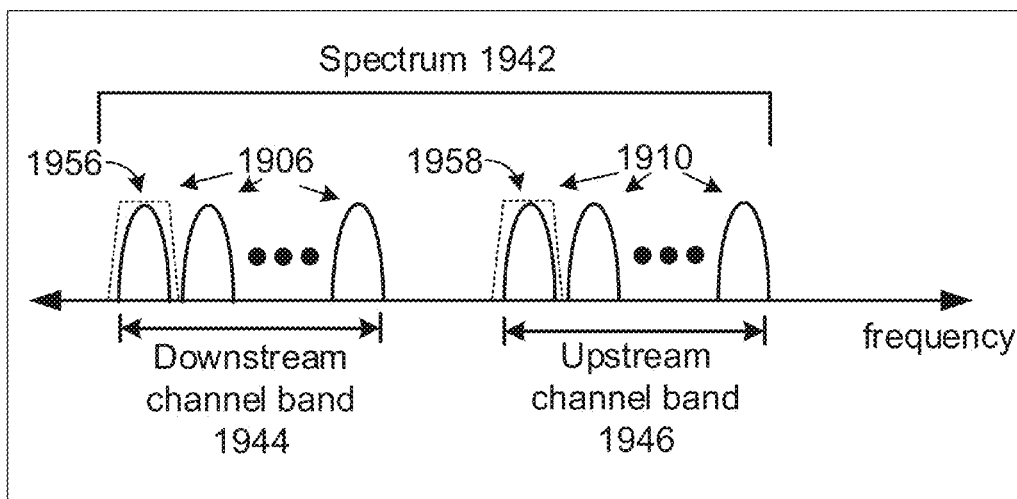 Spectrum 1942
1956
1906
1958
1910
frequency
Downstream
channel band
1944
Upstream
channel band
1946